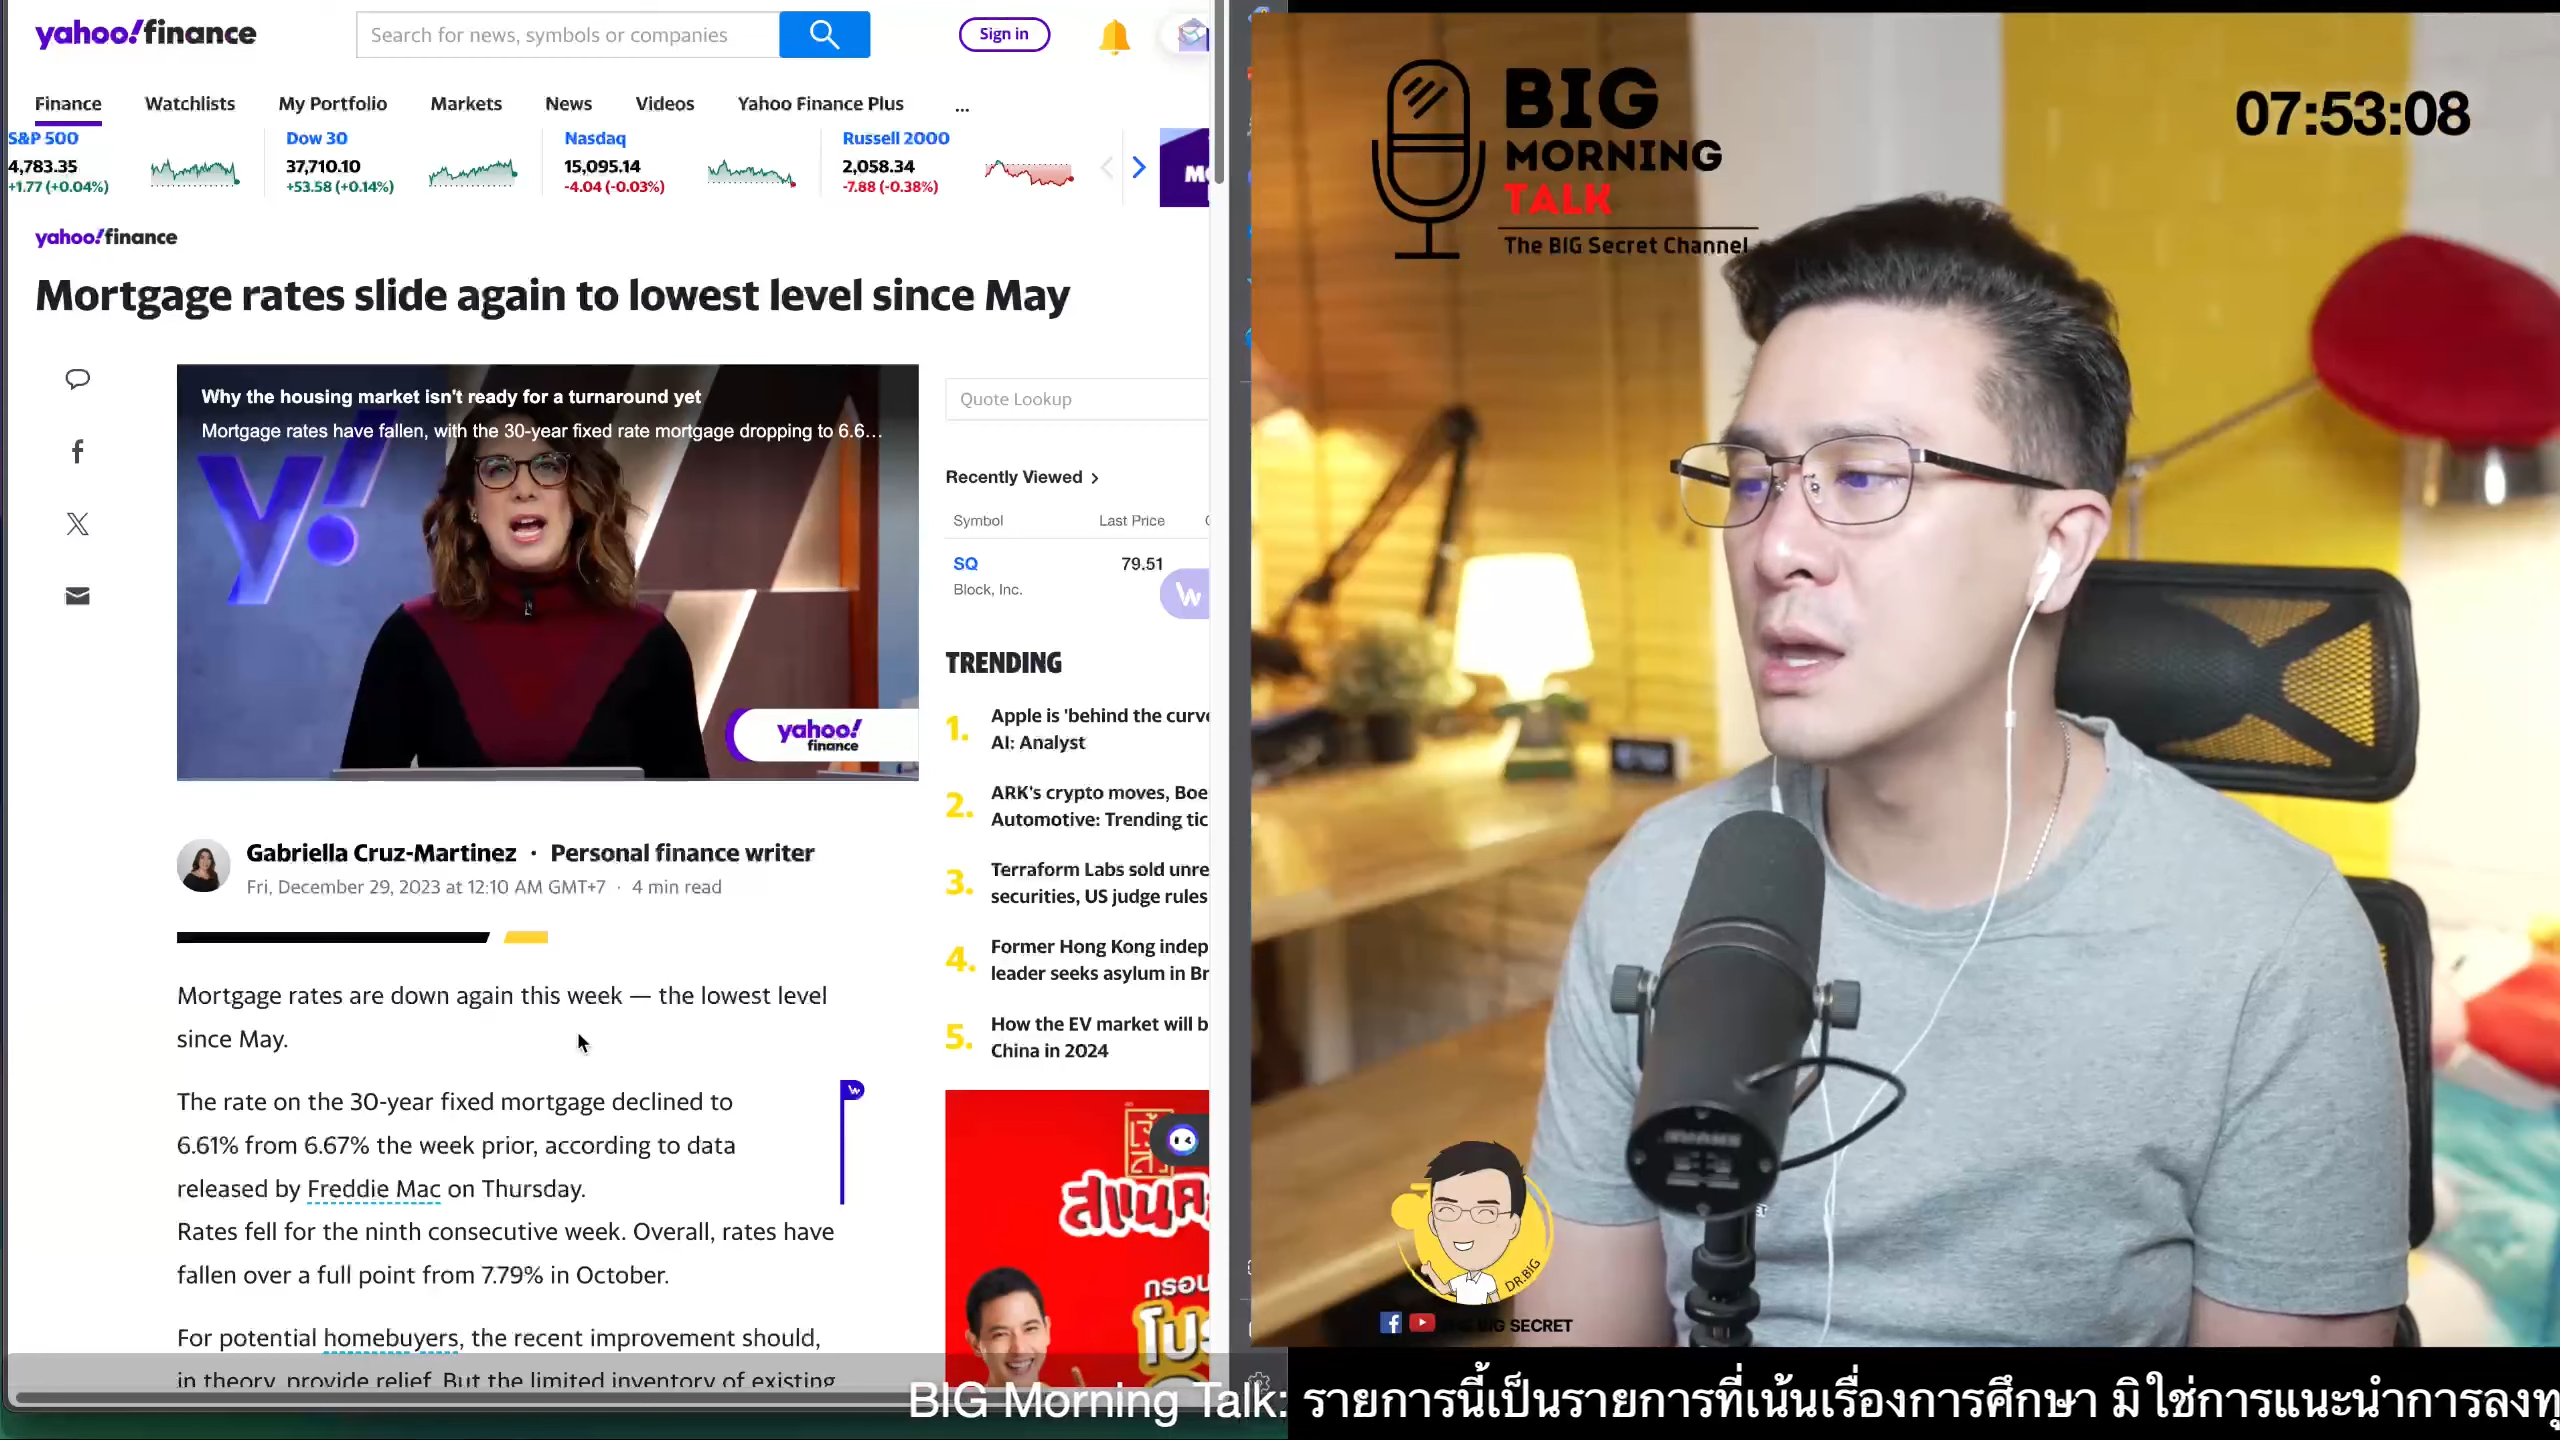 yahoo!finance
Search for news, symbols or companies
Sign in
Finance Watchlists My Portfolio Markets News Videos Yahoo Finance Plus ...
S&P 500
4,783.35
+1.77 (+0.04%)
Dow 30
37,710.10
+53.58 (+0.14%)
Nasdaq
15,095.14
-4.04 (-0.03%)
Russell 2000
2,058.34
-7.88 (-0.38%)
yahoo!finance
Mortgage rates slide again to lowest level since May
Why the housing market isn't ready for a turnaround yet
Mortgage rates have fallen, with the 30-year fixed rate mortgage dropping to 6.6...
yahoo!
finance
Gabriella Cruz-Martinez · Personal finance writer
Fri, December 29, 2023 at 12:10 AM GMT+7 · 4 min read
Mortgage rates are down again this week — the lowest level
since May.
The rate on the 30-year fixed mortgage declined to
6.61% from 6.67% the week prior, according to data
released by Freddie Mac on Thursday.
Rates fell for the ninth consecutive week. Overall, rates have
fallen over a full point from 7.79% in October.
For potential homebuyers, the recent improvement should,
in theory, provide relief. But the limited inventory of existing
Quote Lookup
Recently Viewed >
Symbol Last Price
SQ 79.51
Block, Inc.
TRENDING
1. Apple is 'behind the curve
AI: Analyst
2. ARK's crypto moves, Boe
Automotive: Trending tic
3. Terraform Labs sold unre
securities, US judge rules
4. Former Hong Kong indep
leader seeks asylum in Br
5. How the EV market will b
China in 2024
BIG
MORNING
TALK
The BIG Secret Channel
07:53:08
DR.BIG
BIG SECRET
BIG Morning Talk: รายการนี้เป็นรายการที่เน้นเรื่องการศึกษา มิใช่การแนะนำการลงทุ